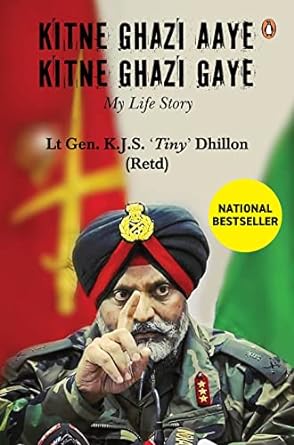 KITNE GHAZI AAYE
KITNE GHAZI GAYE
My Life Story
Lt Gen. K.J.S. ‘Tiny’ Dhillon
(Retd)
NATIONAL
BESTSELLER